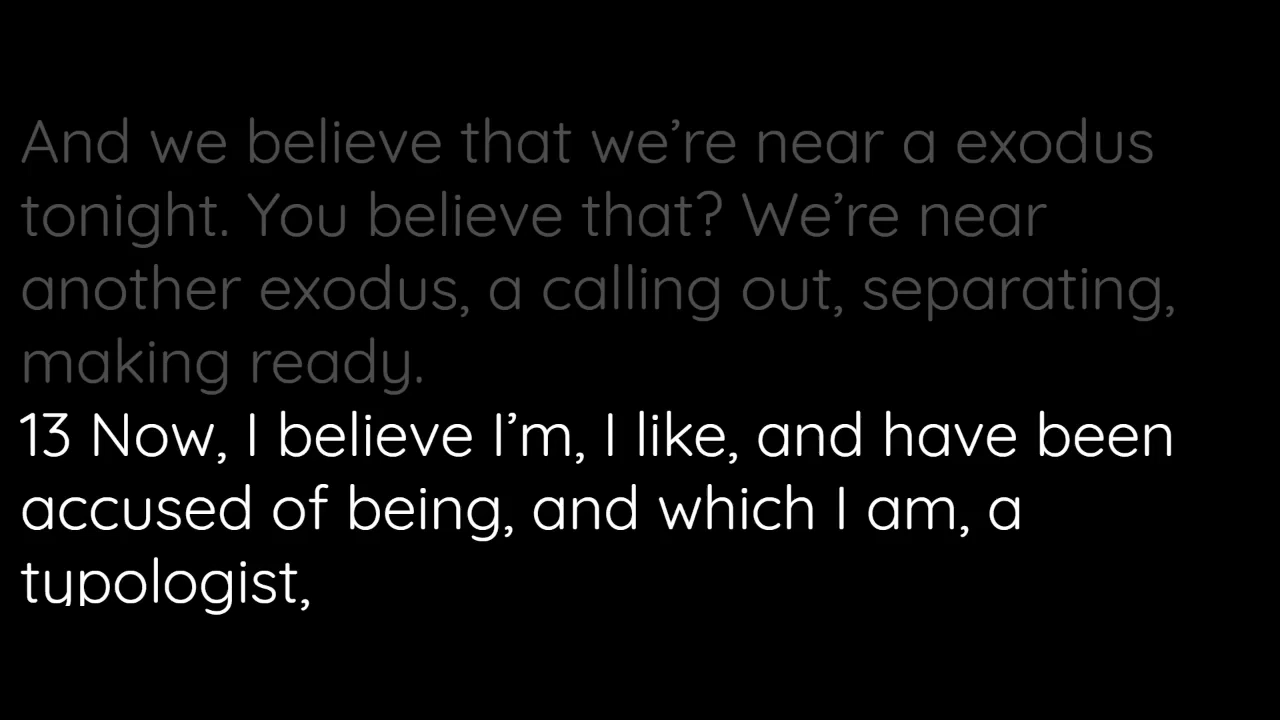 And we believe that we’re near a exodus
tonight. You believe that? We’re near
another exodus, a calling out, separating,
making ready.
13 Now, I believe I’m, I like, and have been
accused of being, and which I am, a
typologist,